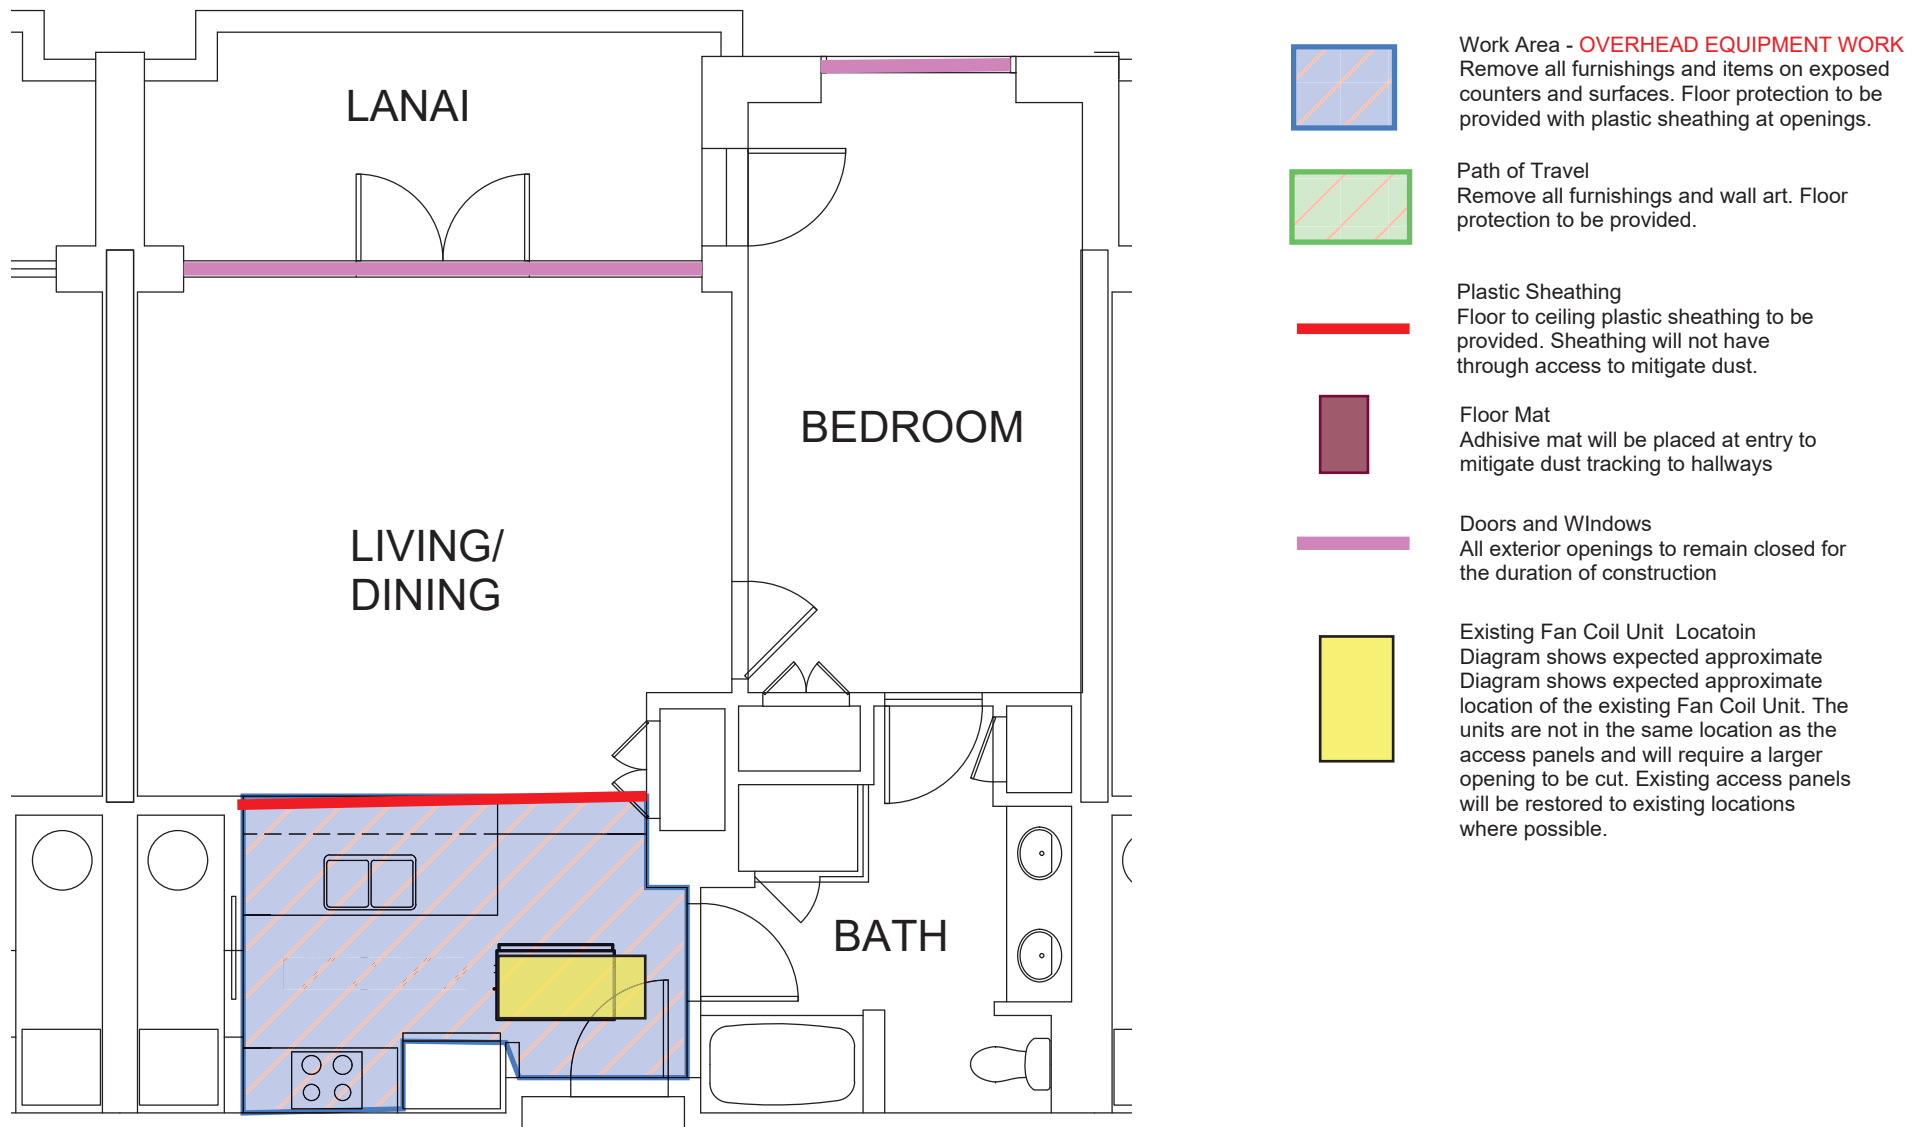 LANAI
BEDROOM
LIVING/
DINING
BATH
Work Area - OVERHEAD EQUIPMENT WORK
Remove all furnishings and items on exposed
counters and surfaces. Floor protection to be
provided with plastic sheathing at openings.
Path of Travel
Remove all furnishings and wall art. Floor
protection to be provided.
Plastic Sheathing
Floor to ceiling plastic sheathing to be
provided. Sheathing will not have
through access to mitigate dust.
Floor Mat
Adhisive mat will be placed at entry to
mitigate dust tracking to hallways
Doors and WIndows
All exterior openings to remain closed for
the duration of construction
Existing Fan Coil Unit  Locatoin
Diagram shows expected approximate
Diagram shows expected approximate
location of the existing Fan Coil Unit. The
units are not in the same location as the
access panels and will require a larger
opening to be cut. Existing access panels
will be restored to existing locations
where possible.